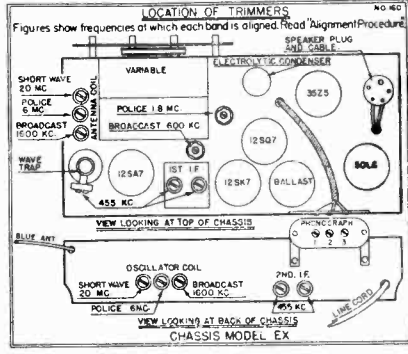 LOCATION OF TRIMMERS
NO. 160
Figures show frequencies at which each band is aligned. Read "Alignment Procedure."
SPEAKER PLUG
AND CABLE.
VARIABLE
ELECTROLYTIC CONDENSER
SHORT WAVE
20 MC
POLICE
6 MC.
BROADCAST
1600 KC.
ANTENNA COIL
35Z5
POLICE 1.8 MC.
BROADCAST 600 KC
12SQ7
WAVE
TRAP
12SA7
1ST I.F.
12SK7
BALLAST
50L6
455 KC
VIEW LOOKING AT TOP OF CHASSIS
PHONOGRAPH
1 2 3
BLUE ANT
OSCILLATOR COIL
SHORT WAVE
20 MC
BROADCAST
1600 KC.
2ND. I.F.
POLICE 6MC.
455 KC
LINE CORD
VIEW LOOKING AT BACK OF CHASSIS
CHASSIS MODEL EX